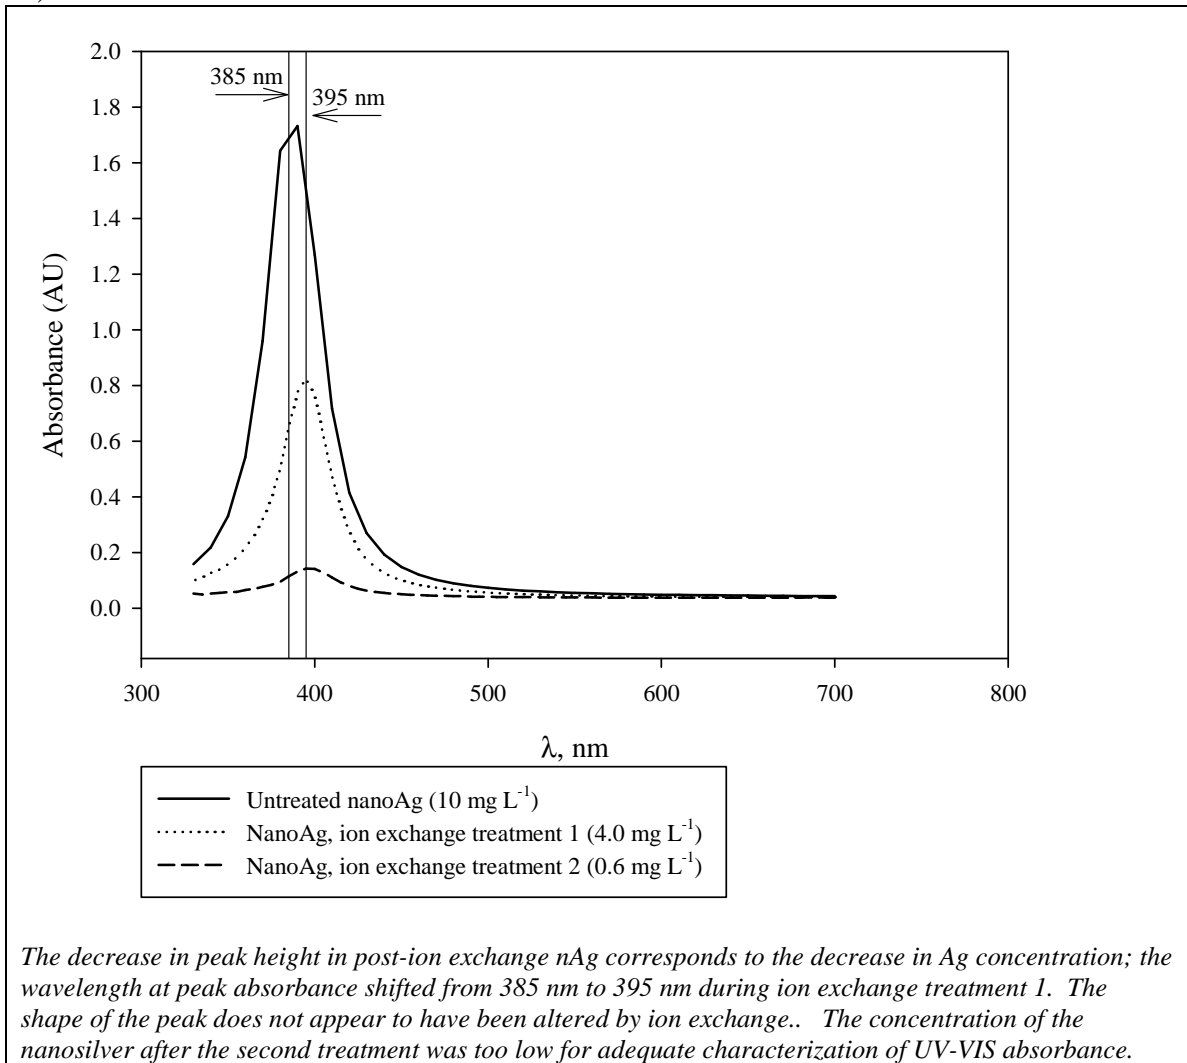 2.0
385 nm
395 nm
1.8
1.6
1.4
1.2
1.0
0.8
0.6
0.4
0.2
0.0
Absorbance (AU)
300 400 500 600 700 800
λ, nm
Untreated nanoAg (10 mg L⁻¹)
NanoAg, ion exchange treatment 1 (4.0 mg L⁻¹)
NanoAg, ion exchange treatment 2 (0.6 mg L⁻¹)
The decrease in peak height in post-ion exchange nAg corresponds to the decrease in Ag concentration; the
wavelength at peak absorbance shifted from 385 nm to 395 nm during ion exchange treatment 1. The
shape of the peak does not appear to have been altered by ion exchange.. The concentration of the
nanosilver after the second treatment was too low for adequate characterization of UV-VIS absorbance.